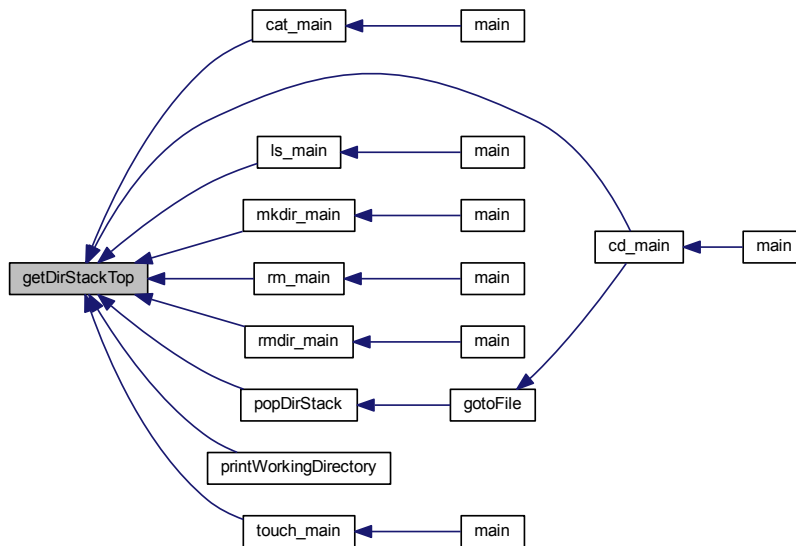 cat_main
main
ls_main
main
mkdir_main
main
cd_main
main
getDirStackTop
rm_main
main
rmdir_main
main
popDirStack
gotoFile
printWorkingDirectory
touch_main
main